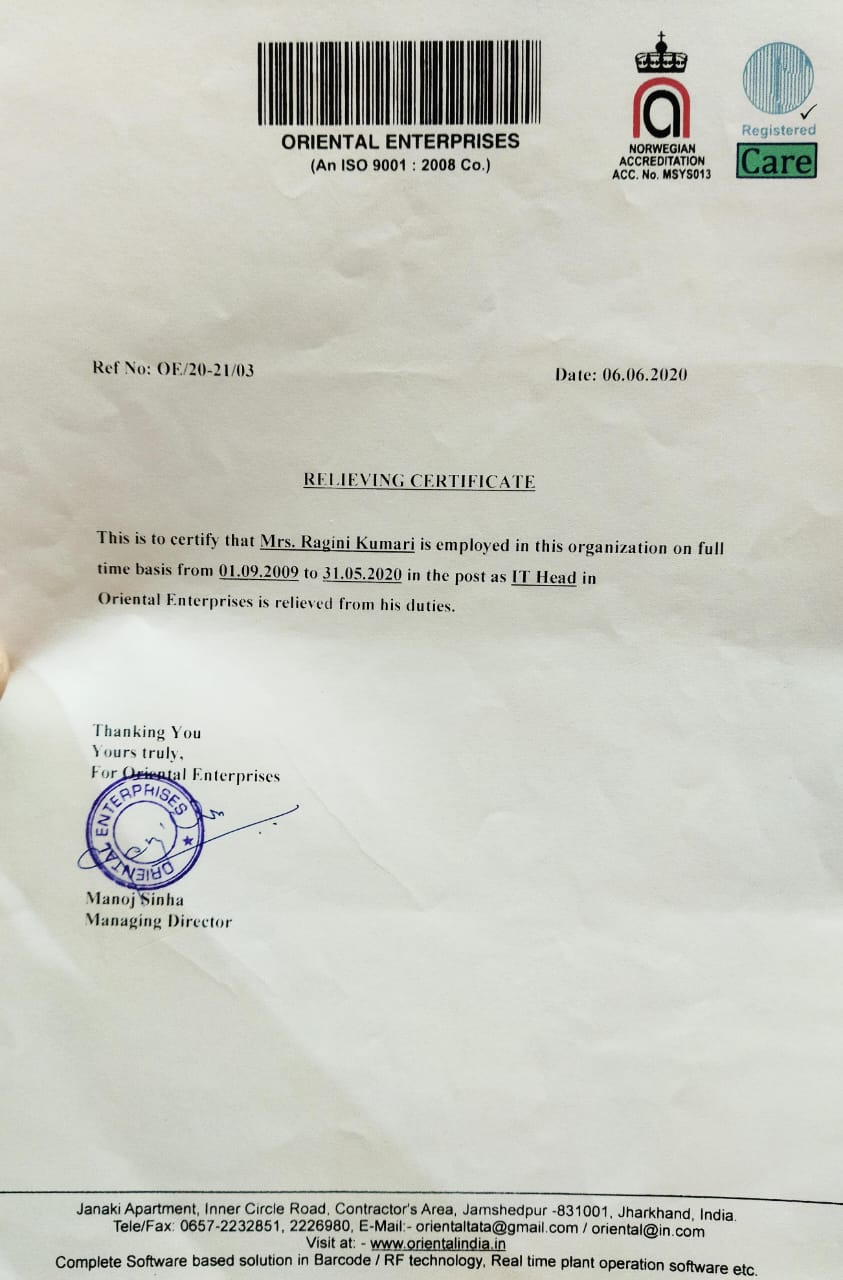 ORIENTAL ENTERPRISES
(An ISO 9001 : 2008 Co.)
NORWEGIAN
ACCREDITATION
ACC. No. MSYS013
Registered
Care
Ref No: OE/20-21/03
Date: 06.06.2020
RELIEVING CERTIFICATE
This is to certify that Mrs. Ragini Kumari is employed in this organization on full
time basis from 01.09.2009 to 31.05.2020 in the post as IT Head in
Oriental Enterprises is relieved from his duties.
Thanking You
Yours truly,
For Oriental Enterprises
ORIENTAL ENTERPRISES ★
Manoj Sinha
Managing Director
Janaki Apartment, Inner Circle Road, Contractor's Area, Jamshedpur -831001, Jharkhand, India.
Tele/Fax: 0657-2232851, 2226980, E-Mail:- orientaltata@gmail.com / oriental@in.com
Visit at: - www.orientalindia.in
Complete Software based solution in Barcode / RF technology, Real time plant operation software etc.